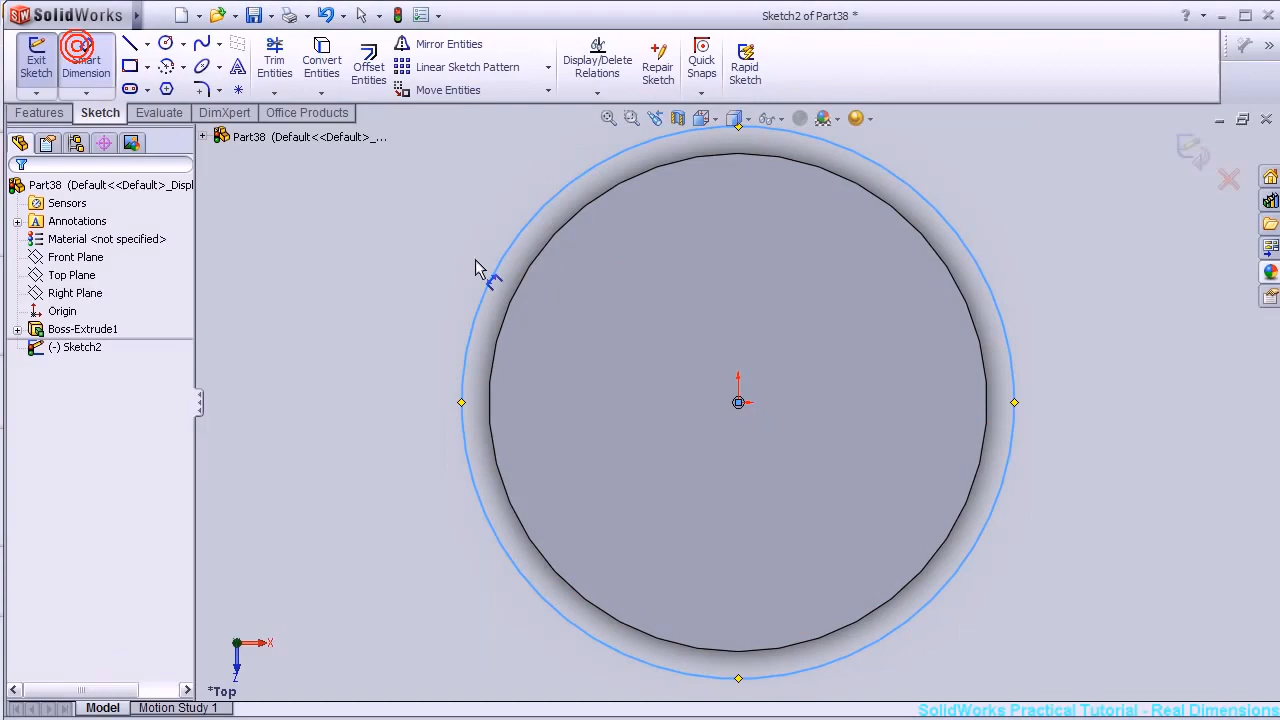 SolidWorks
Sketch2 of Part38 *
Exit Sketch
Smart Dimension
Trim Entities
Convert Entities
Offset Entities
Mirror Entities
Linear Sketch Pattern
Move Entities
Display/Delete Relations
Repair Sketch
Quick Snaps
Rapid Sketch
Features
Sketch
Evaluate
DimXpert
Office Products
Part38 (Default<<Default>_...
Part38 (Default<<Default>_Displ
Sensors
Annotations
Material <not specified>
Front Plane
Top Plane
Right Plane
Origin
Boss-Extrude1
(-) Sketch2
X
Z
*Top
Model
Motion Study 1
SolidWorks Practical Tutorial - Real Dimensions